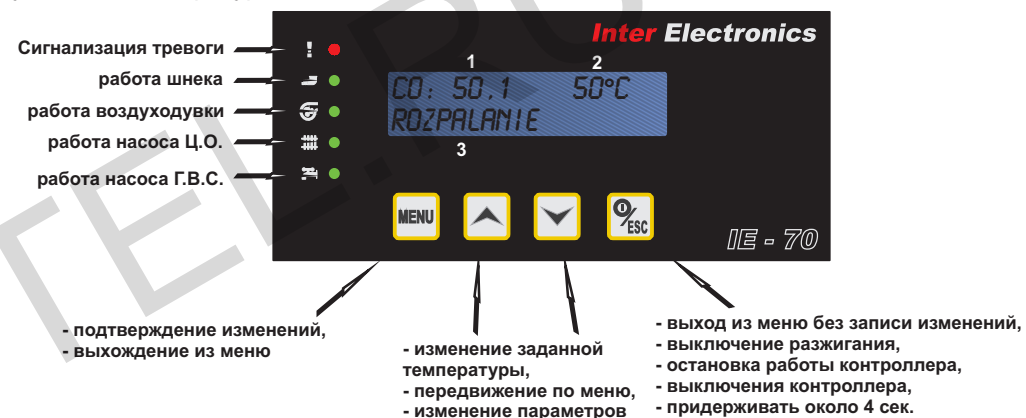 Inter Electronics
Сигнализация тревоги
!
1 2
работа шнека
CO: 50.1 50°C
работа воздуходувки
ROZPALANIE
работа насоса Ц.О.
3
работа насоса Г.В.С.
MENU
ESC
IE - 70
- подтверждение изменений,
- выхождение из меню
- изменение заданной
температуры,
- передвижение по меню,
- изменение параметров
- выход из меню без записи изменений,
- выключение разжигания,
- остановка работы контроллера,
- выключения контроллера,
- придерживать около 4 сек.
TEL.RU